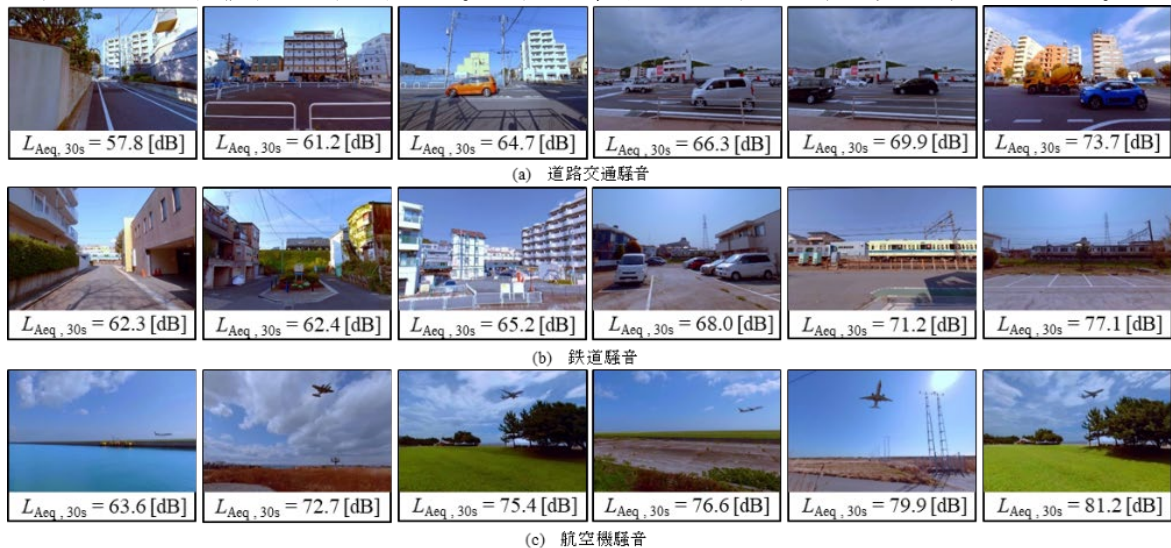 L_Aeq, 30s = 57.8 [dB] L_Aeq, 30s = 61.2 [dB] L_Aeq, 30s = 64.7 [dB] L_Aeq, 30s = 66.3 [dB] L_Aeq, 30s = 69.9 [dB] L_Aeq, 30s = 73.7 [dB]
(a) 道路交通騒音
L_Aeq, 30s = 62.3 [dB] L_Aeq, 30s = 62.4 [dB] L_Aeq, 30s = 65.2 [dB] L_Aeq, 30s = 68.0 [dB] L_Aeq, 30s = 71.2 [dB] L_Aeq, 30s = 77.1 [dB]
(b) 鉄道騒音
L_Aeq, 30s = 63.6 [dB] L_Aeq, 30s = 72.7 [dB] L_Aeq, 30s = 75.4 [dB] L_Aeq, 30s = 76.6 [dB] L_Aeq, 30s = 79.9 [dB] L_Aeq, 30s = 81.2 [dB]
(c) 航空機騒音